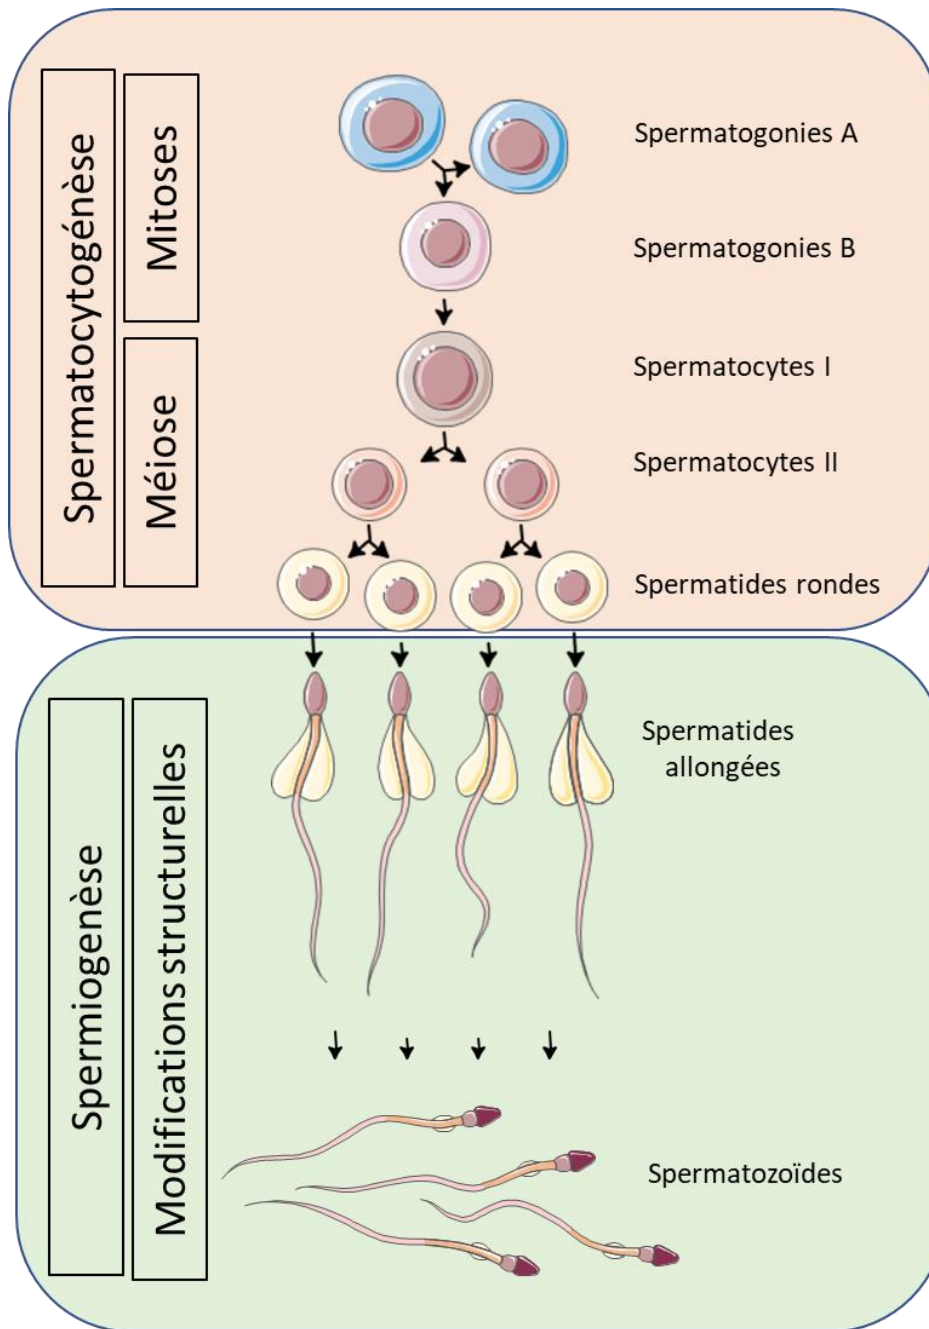 Spermatocytogénèse
Mitoses
Méiose
Spermatogonies A
Spermatogonies B
Spermatocytes I
Spermatocytes II
Spermatides rondes
Spermiogenèse
Modifications structurelles
Spermatides
allongées
Spermatozoïdes